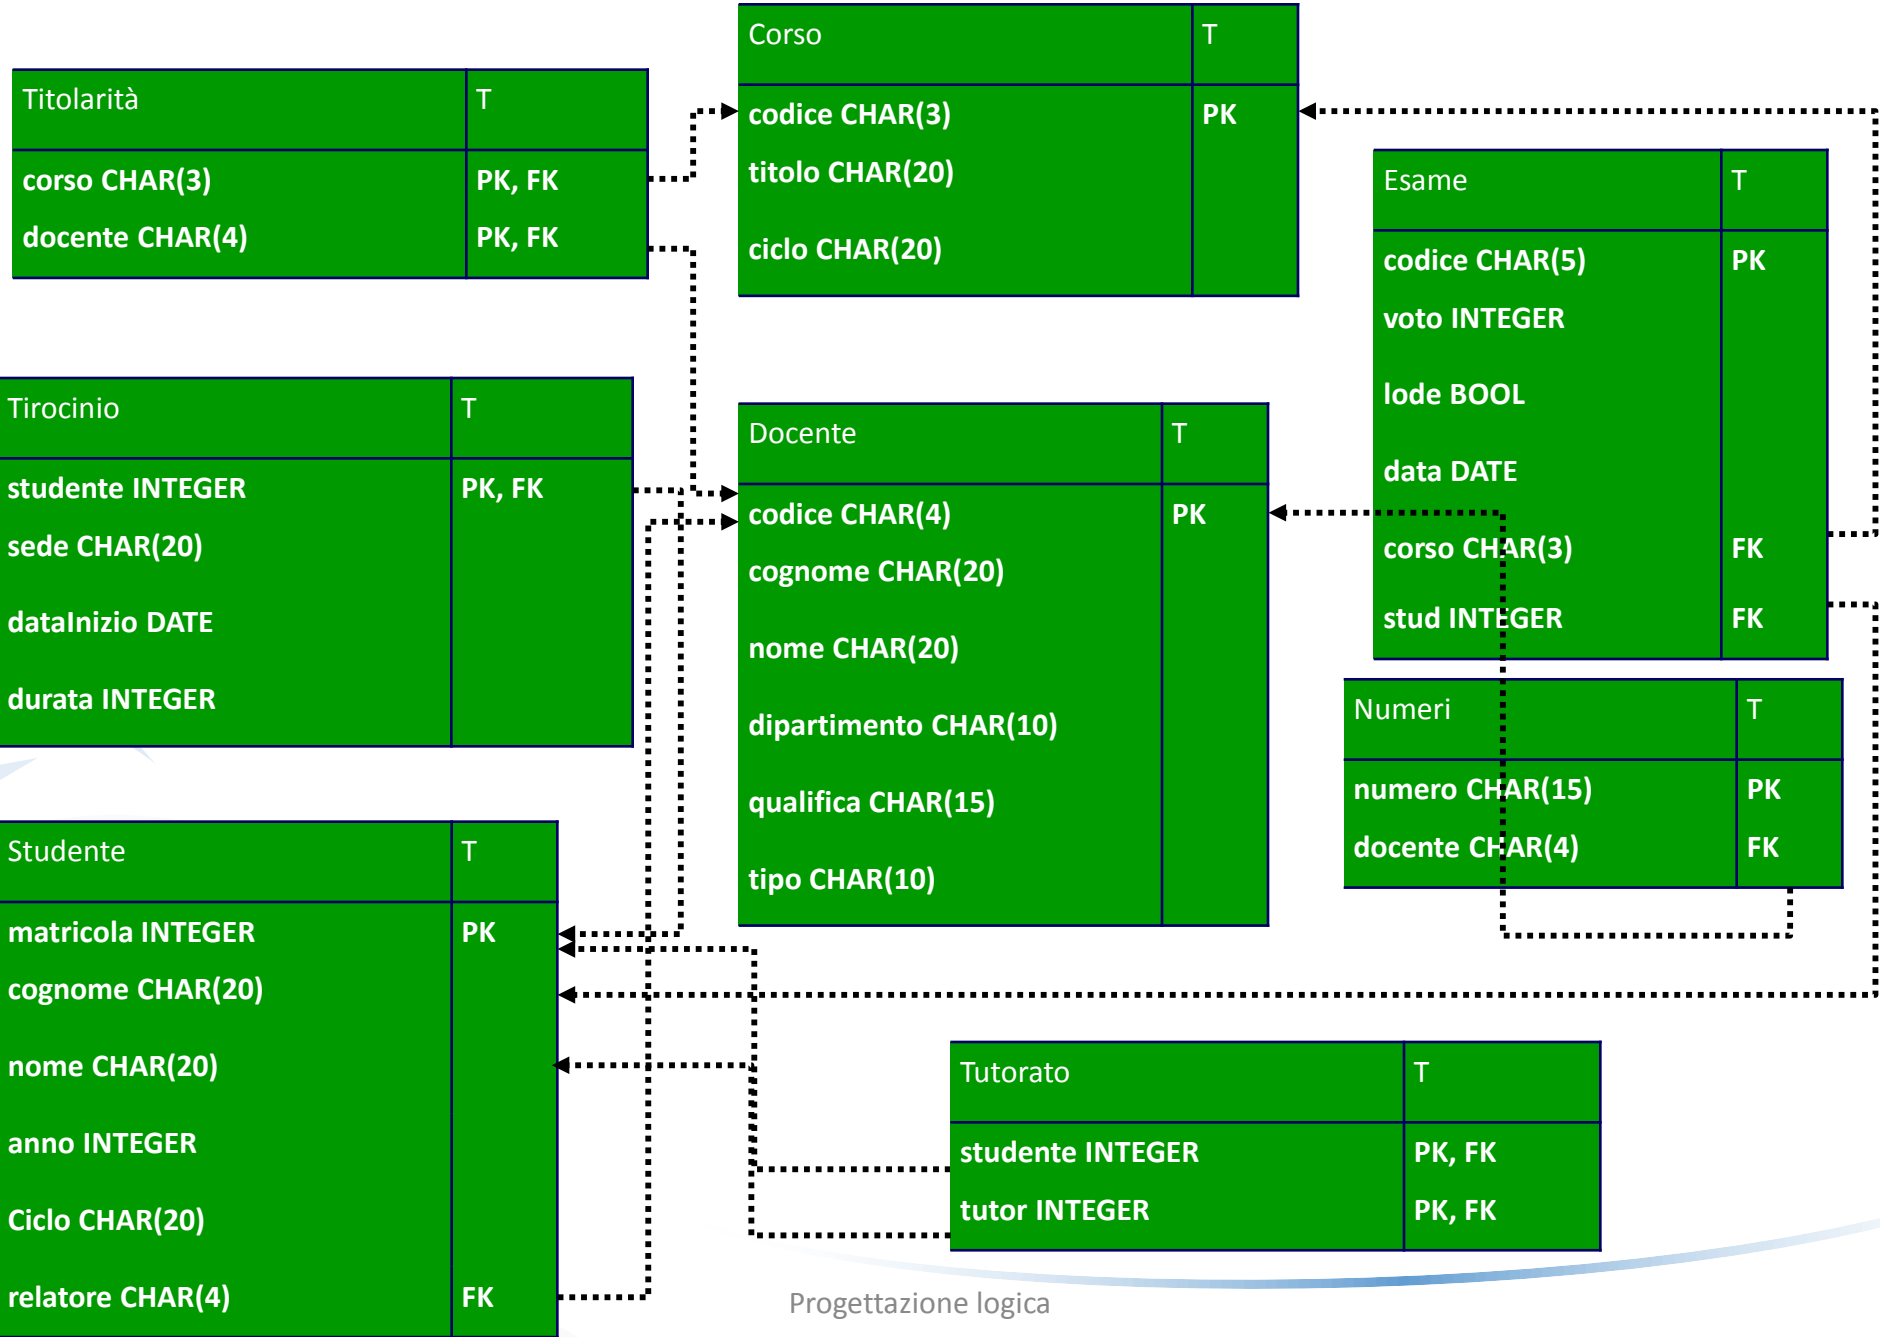 Titolarità T
corso CHAR(3) PK, FK
docente CHAR(4) PK, FK
Corso T
codice CHAR(3) PK
titolo CHAR(20)
ciclo CHAR(20)
Esame T
codice CHAR(5) PK
voto INTEGER
lode BOOL
data DATE
corso CHAR(3) FK
stud INTEGER FK
Tirocinio T
studente INTEGER PK, FK
sede CHAR(20)
dataInizio DATE
durata INTEGER
Docente T
codice CHAR(4) PK
cognome CHAR(20)
nome CHAR(20)
dipartimento CHAR(10)
qualifica CHAR(15)
tipo CHAR(10)
Numeri T
numero CHAR(15) PK
docente CHAR(4) FK
Studente T
matricola INTEGER PK
cognome CHAR(20)
nome CHAR(20)
anno INTEGER
Ciclo CHAR(20)
relatore CHAR(4) FK
Tutorato T
studente INTEGER PK, FK
tutor INTEGER PK, FK
Progettazione logica